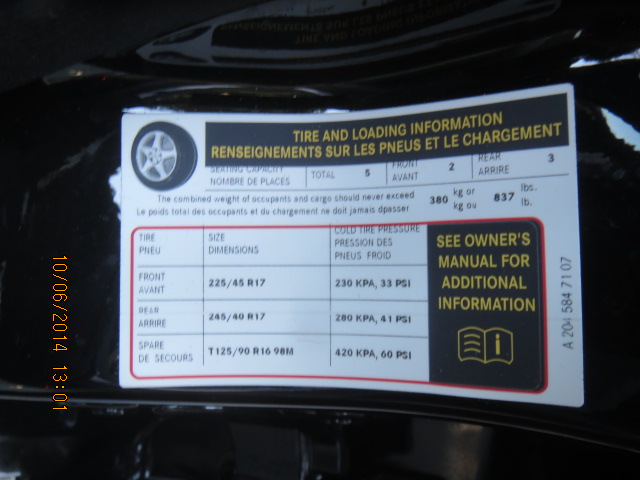 TIRE AND LOADING INFORMATION
RENSEIGNEMENTS SUR LES PNEUS ET LE CHARGEMENT
SEATING CAPACITY
NOMBRE DE PLACES
TOTAL 5
FRONT
AVANT 2
REAR
ARRIRE 3
The combined weight of occupants and cargo should never exceed
Le poids total des occupants et du chargement ne doit jamais dpasser
380 kg or
kg ou
837 lbs.
lb.
TIRE
PNEU
SIZE
DIMENSIONS
COLD TIRE PRESSURE
PRESSION DES
PNEUS FROID
FRONT
AVANT
225/45 R17
230 KPA, 33 PSI
REAR
ARRIRE
245/40 R17
280 KPA, 41 PSI
SPARE
DE SECOURS
T125/90 R16 98M
420 KPA, 60 PSI
SEE OWNER'S
MANUAL FOR
ADDITIONAL
INFORMATION
A 204 584 71 07
10/06/2014 13:01